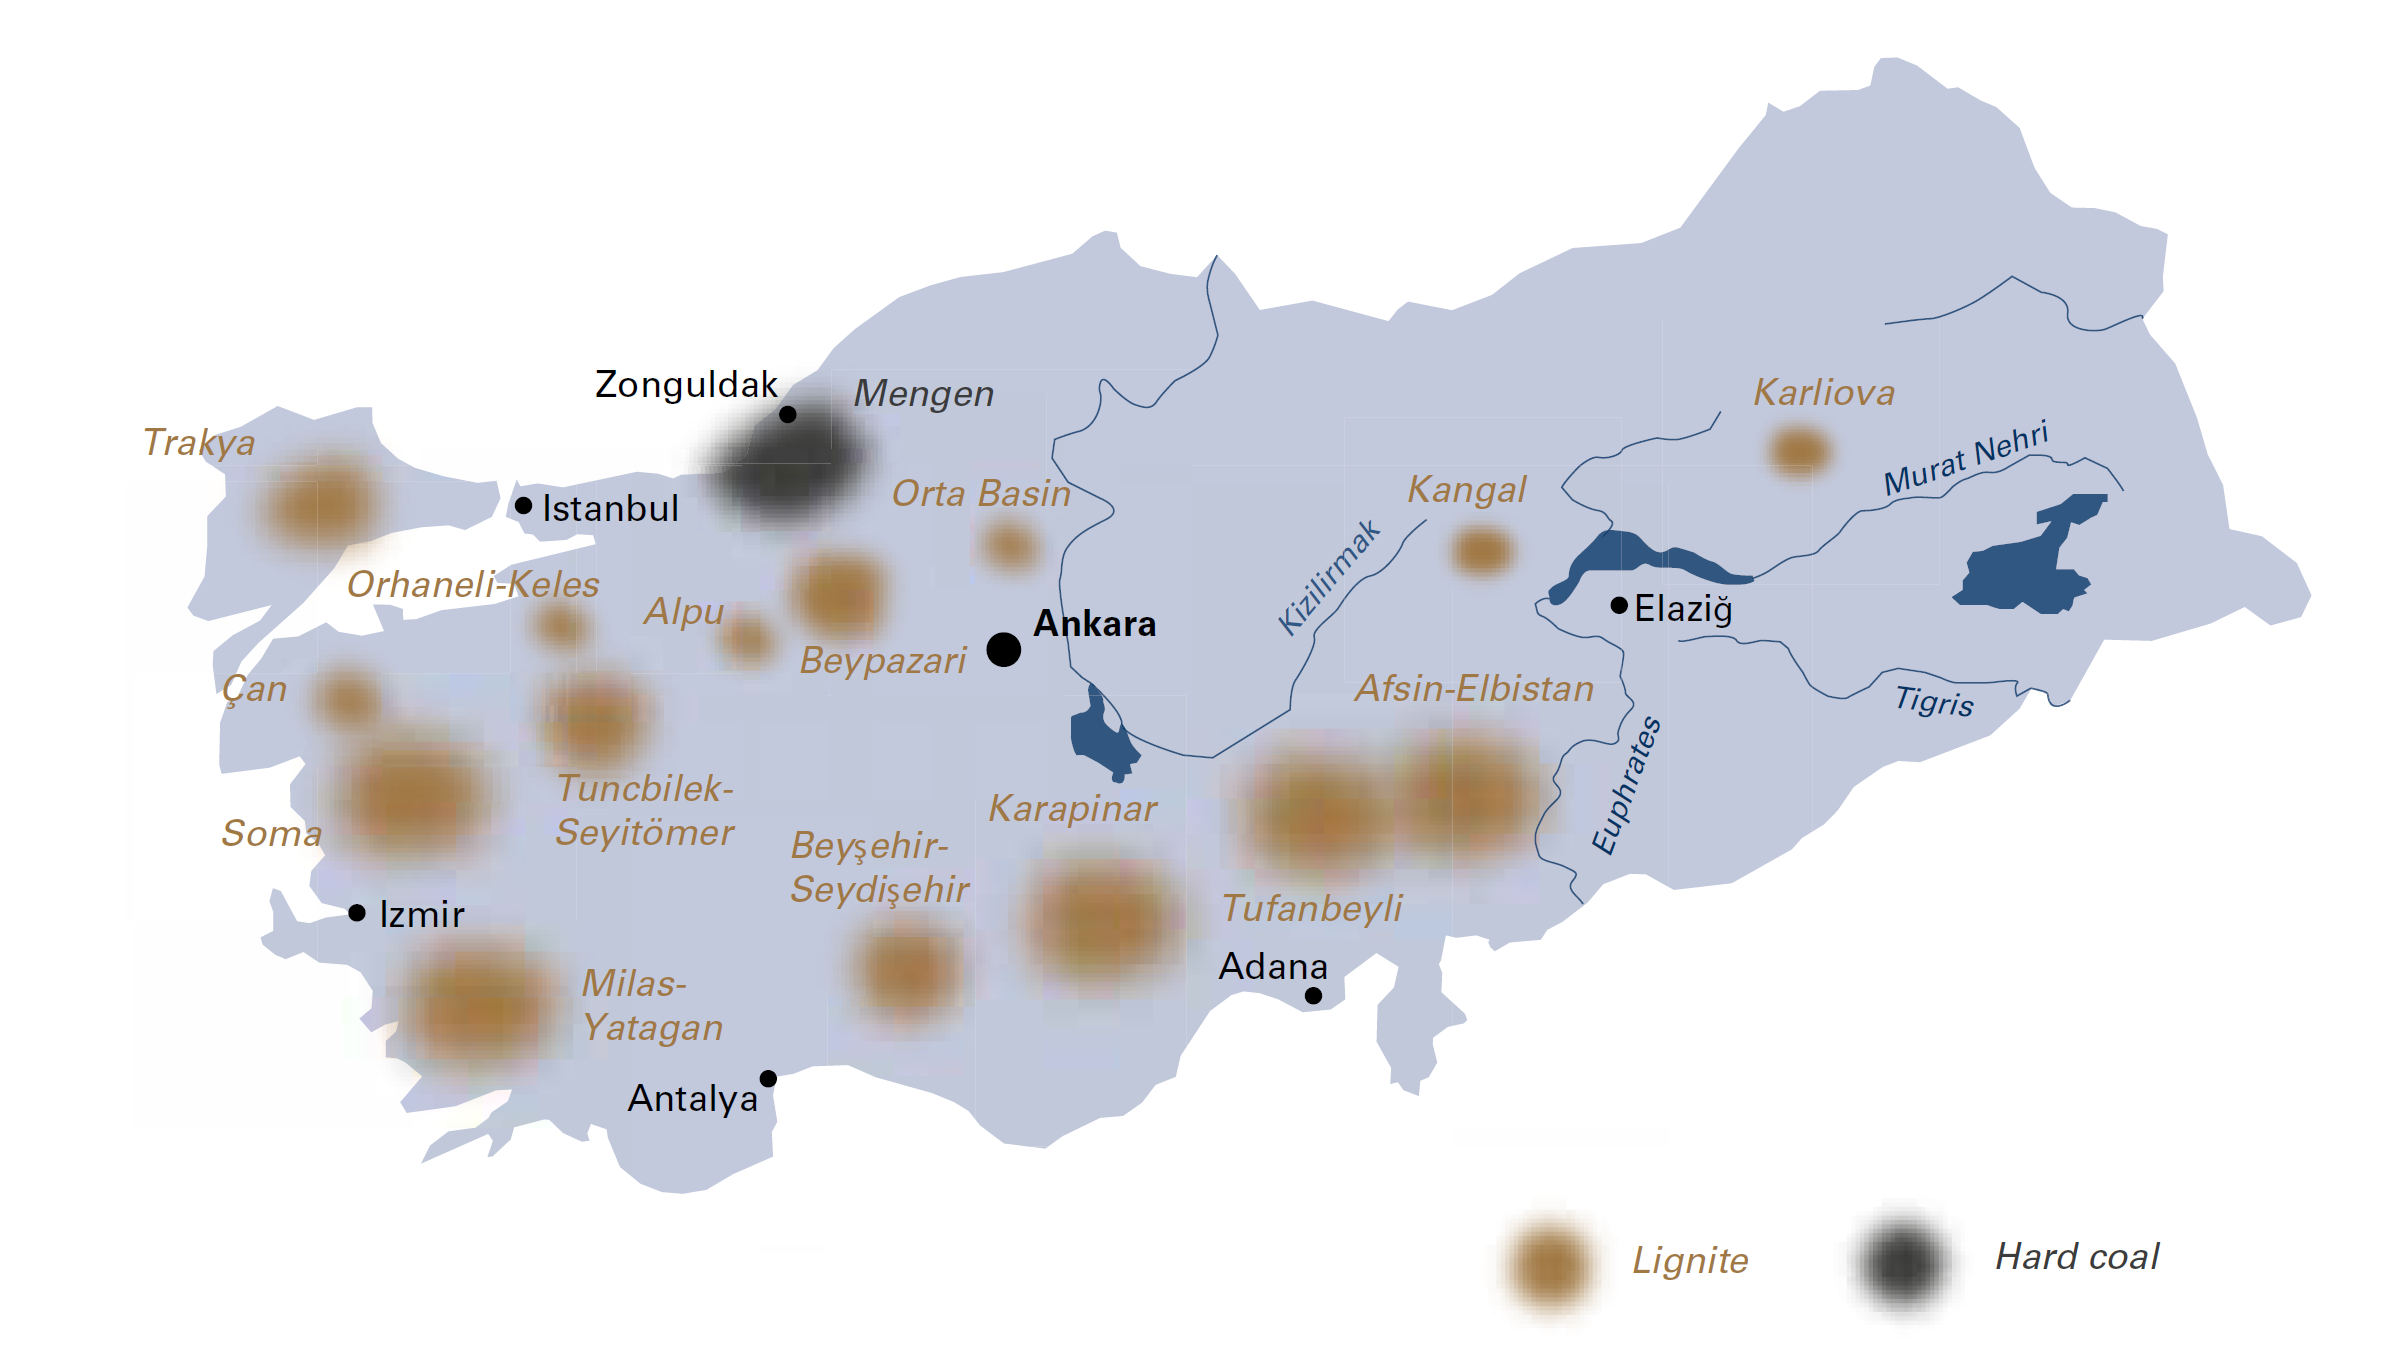 Zonguldak
Mengen
Karliova
Trakya
Murat Nehri
Istanbul
Orta Basin
Kangal
Kizilirmak
Orhaneli-Keles
Alpu
Elaziğ
Ankara
Beypazari
Çan
Afsin-Elbistan
Tigris
Euphrates
Tuncbilek-
Seyitömer
Karapinar
Soma
Beyşehir-
Seydişehir
Izmir
Tufanbeyli
Adana
Milas-
Yatagan
Antalya
Lignite
Hard coal